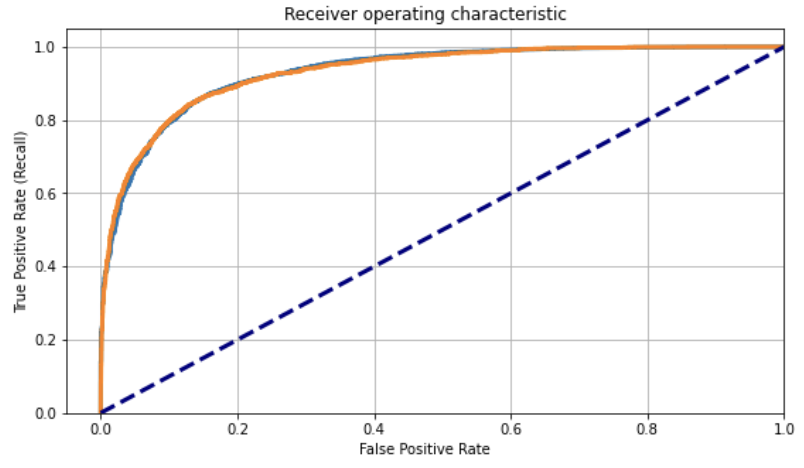 Receiver operating characteristic
1.0
0.8
0.6
0.4
0.2
0.0
True Positive Rate (Recall)
0.0 0.2 0.4 0.6 0.8 1.0
False Positive Rate